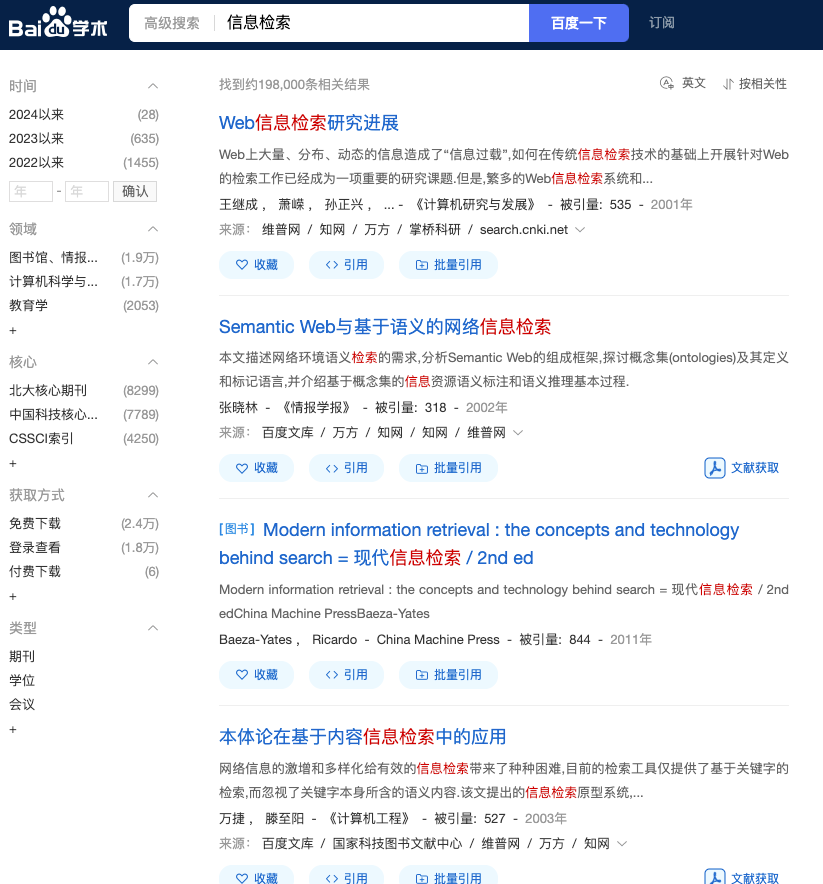 Bai du 学术
高级搜索 信息检索 百度一下 订阅
时间
2024以来 (28)
2023以来 (635)
2022以来 (1455)
年 - 年 确认
领域
图书馆、情报... (1.9万)
计算机科学与... (1.7万)
教育学 (2053)
+
核心
北大核心期刊 (8299)
中国科技核心... (7789)
CSSCI索引 (4250)
+
获取方式
免费下载 (2.4万)
登录查看 (1.8万)
付费下载 (6)
+
类型
期刊
学位
会议
+
找到约198,000条相关结果 英文 按相关性
Web信息检索研究进展
Web上大量、分布、动态的信息造成了“信息过载”,如何在传统信息检索技术的基础上开展针对Web
的检索工作已经成为一项重要的研究课题.但是,繁多的Web信息检索系统和...
王继成， 萧嵘， 孙正兴， ... - 《计算机研究与发展》 - 被引量: 535 - 2001年
来源： 维普网 / 知网 / 万方 / 掌桥科研 / search.cnki.net
收藏 <> 引用 批量引用
Semantic Web与基于语义的网络信息检索
本文描述网络环境语义检索的需求,分析Semantic Web的组成框架,探讨概念集(ontologies)及其定义
和标记语言,并介绍基于概念集的信息资源语义标注和语义推理基本过程.
张晓林 - 《情报学报》 - 被引量: 318 - 2002年
来源： 百度文库 / 万方 / 知网 / 知网 / 维普网
收藏 <> 引用 批量引用 文献获取
[图书] Modern information retrieval : the concepts and technology
behind search = 现代信息检索 / 2nd ed
Modern information retrieval : the concepts and technology behind search = 现代信息检索 / 2nd
edChina Machine PressBaeza-Yates
Baeza-Yates， Ricardo - China Machine Press - 被引量: 844 - 2011年
收藏 <> 引用 批量引用
本体论在基于内容信息检索中的应用
网络信息的激增和多样化给有效的信息检索带来了种种困难,目前的检索工具仅提供了基于关键字的
检索,而忽视了关键字本身所含的语义内容.该文提出的信息检索原型系统,...
万捷， 滕至阳 - 《计算机工程》 - 被引量: 527 - 2003年
来源： 百度文库 / 国家科技图书文献中心 / 维普网 / 万方 / 知网
收藏 <> 引用 批量引用 文献获取